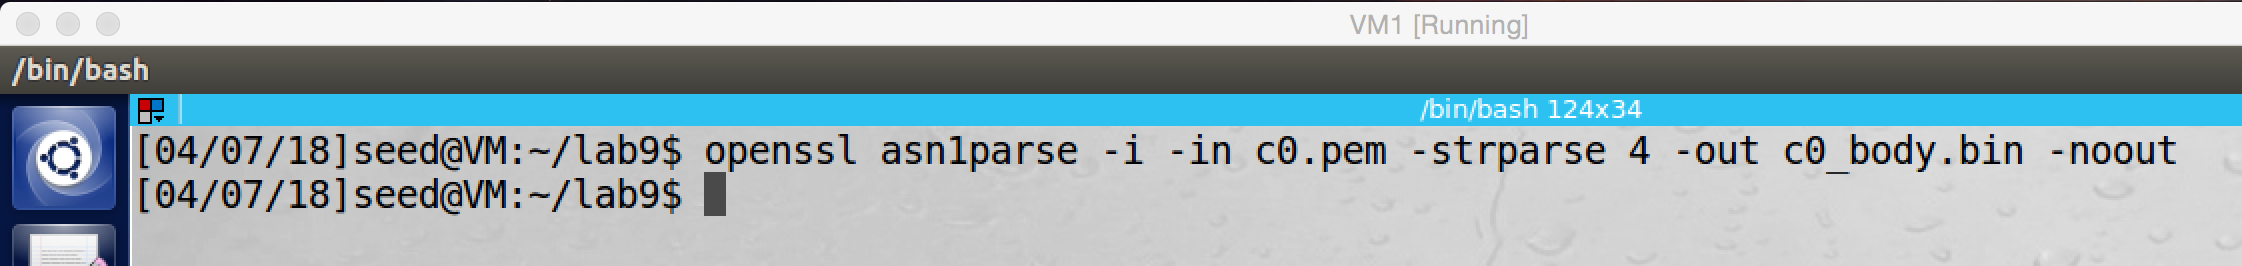 VM1 [Running]
/bin/bash
/bin/bash 124x34
[04/07/18]seed@VM:~/lab9$ openssl asn1parse -i -in c0.pem -strparse 4 -out c0_body.bin -noout
[04/07/18]seed@VM:~/lab9$